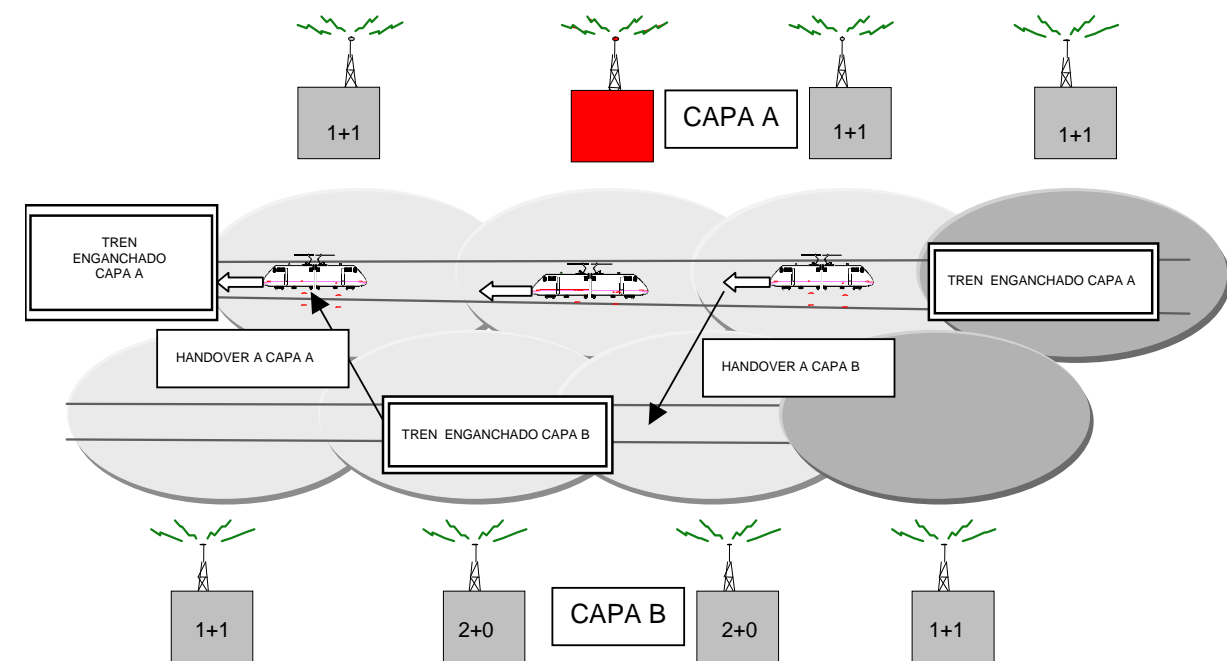 1+1
CAPA A
1+1
1+1
TREN
ENGANCHADO
CAPA A
TREN ENGANCHADO CAPA A
HANDOVER A CAPA A
HANDOVER A CAPA B
TREN ENGANCHADO CAPA B
1+1
2+0
CAPA B
2+0
1+1